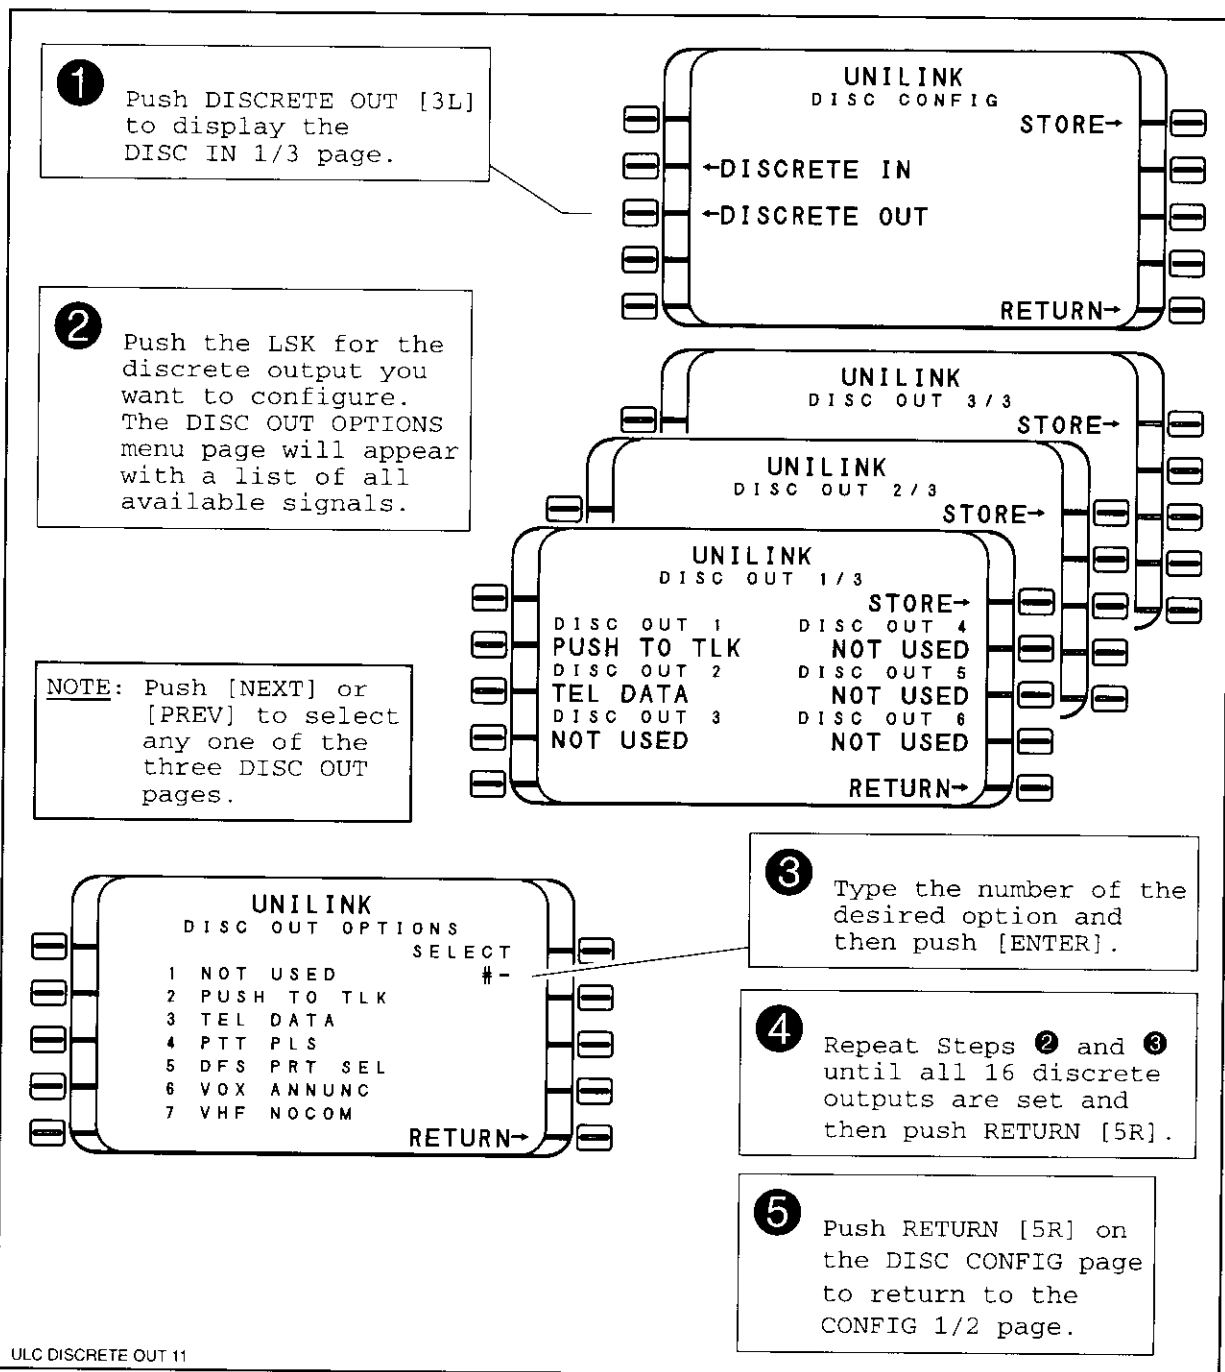 1
Push DISCRETE OUT [3L]
to display the
DISC IN 1/3 page.
UNILINK
DISC CONFIG
STORE→
←DISCRETE IN
←DISCRETE OUT
RETURN→
2
Push the LSK for the
discrete output you
want to configure.
The DISC OUT OPTIONS
menu page will appear
with a list of all
available signals.
UNILINK
DISC OUT 3/3
STORE→
UNILINK
DISC OUT 2/3
STORE→
UNILINK
DISC OUT 1/3
STORE→
DISC OUT 1 DISC OUT 4
PUSH TO TLK NOT USED
DISC OUT 2 DISC OUT 5
TEL DATA NOT USED
DISC OUT 3 DISC OUT 6
NOT USED NOT USED
RETURN→
NOTE: Push [NEXT] or
[PREV] to select
any one of the
three DISC OUT
pages.
UNILINK
DISC OUT OPTIONS
SELECT
1 NOT USED #-
2 PUSH TO TLK
3 TEL DATA
4 PTT PLS
5 DFS PRT SEL
6 VOX ANNUNC
7 VHF NOCOM
RETURN→
3
Type the number of the
desired option and
then push [ENTER].
4
Repeat Steps 2 and 3
until all 16 discrete
outputs are set and
then push RETURN [5R].
5
Push RETURN [5R] on
the DISC CONFIG page
to return to the
CONFIG 1/2 page.
ULC DISCRETE OUT 11